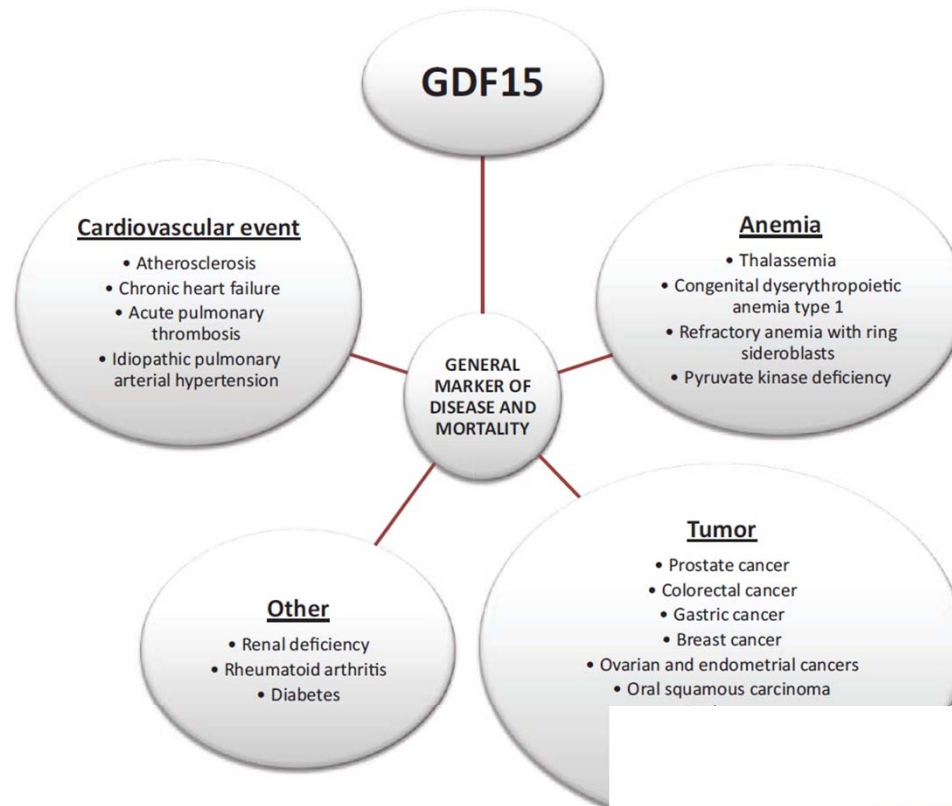 GDF15
Cardiovascular event
• Atherosclerosis
• Chronic heart failure
• Acute pulmonary
thrombosis
• Idiopathic pulmonary
arterial hypertension
Anemia
• Thalassemia
• Congenital dyserythropoietic
anemia type 1
• Refractory anemia with ring
sideroblasts
• Pyruvate kinase deficiency
GENERAL
MARKER OF
DISEASE AND
MORTALITY
Other
• Renal deficiency
• Rheumatoid arthritis
• Diabetes
Tumor
• Prostate cancer
• Colorectal cancer
• Gastric cancer
• Breast cancer
• Ovarian and endometrial cancers
• Oral squamous carcinoma